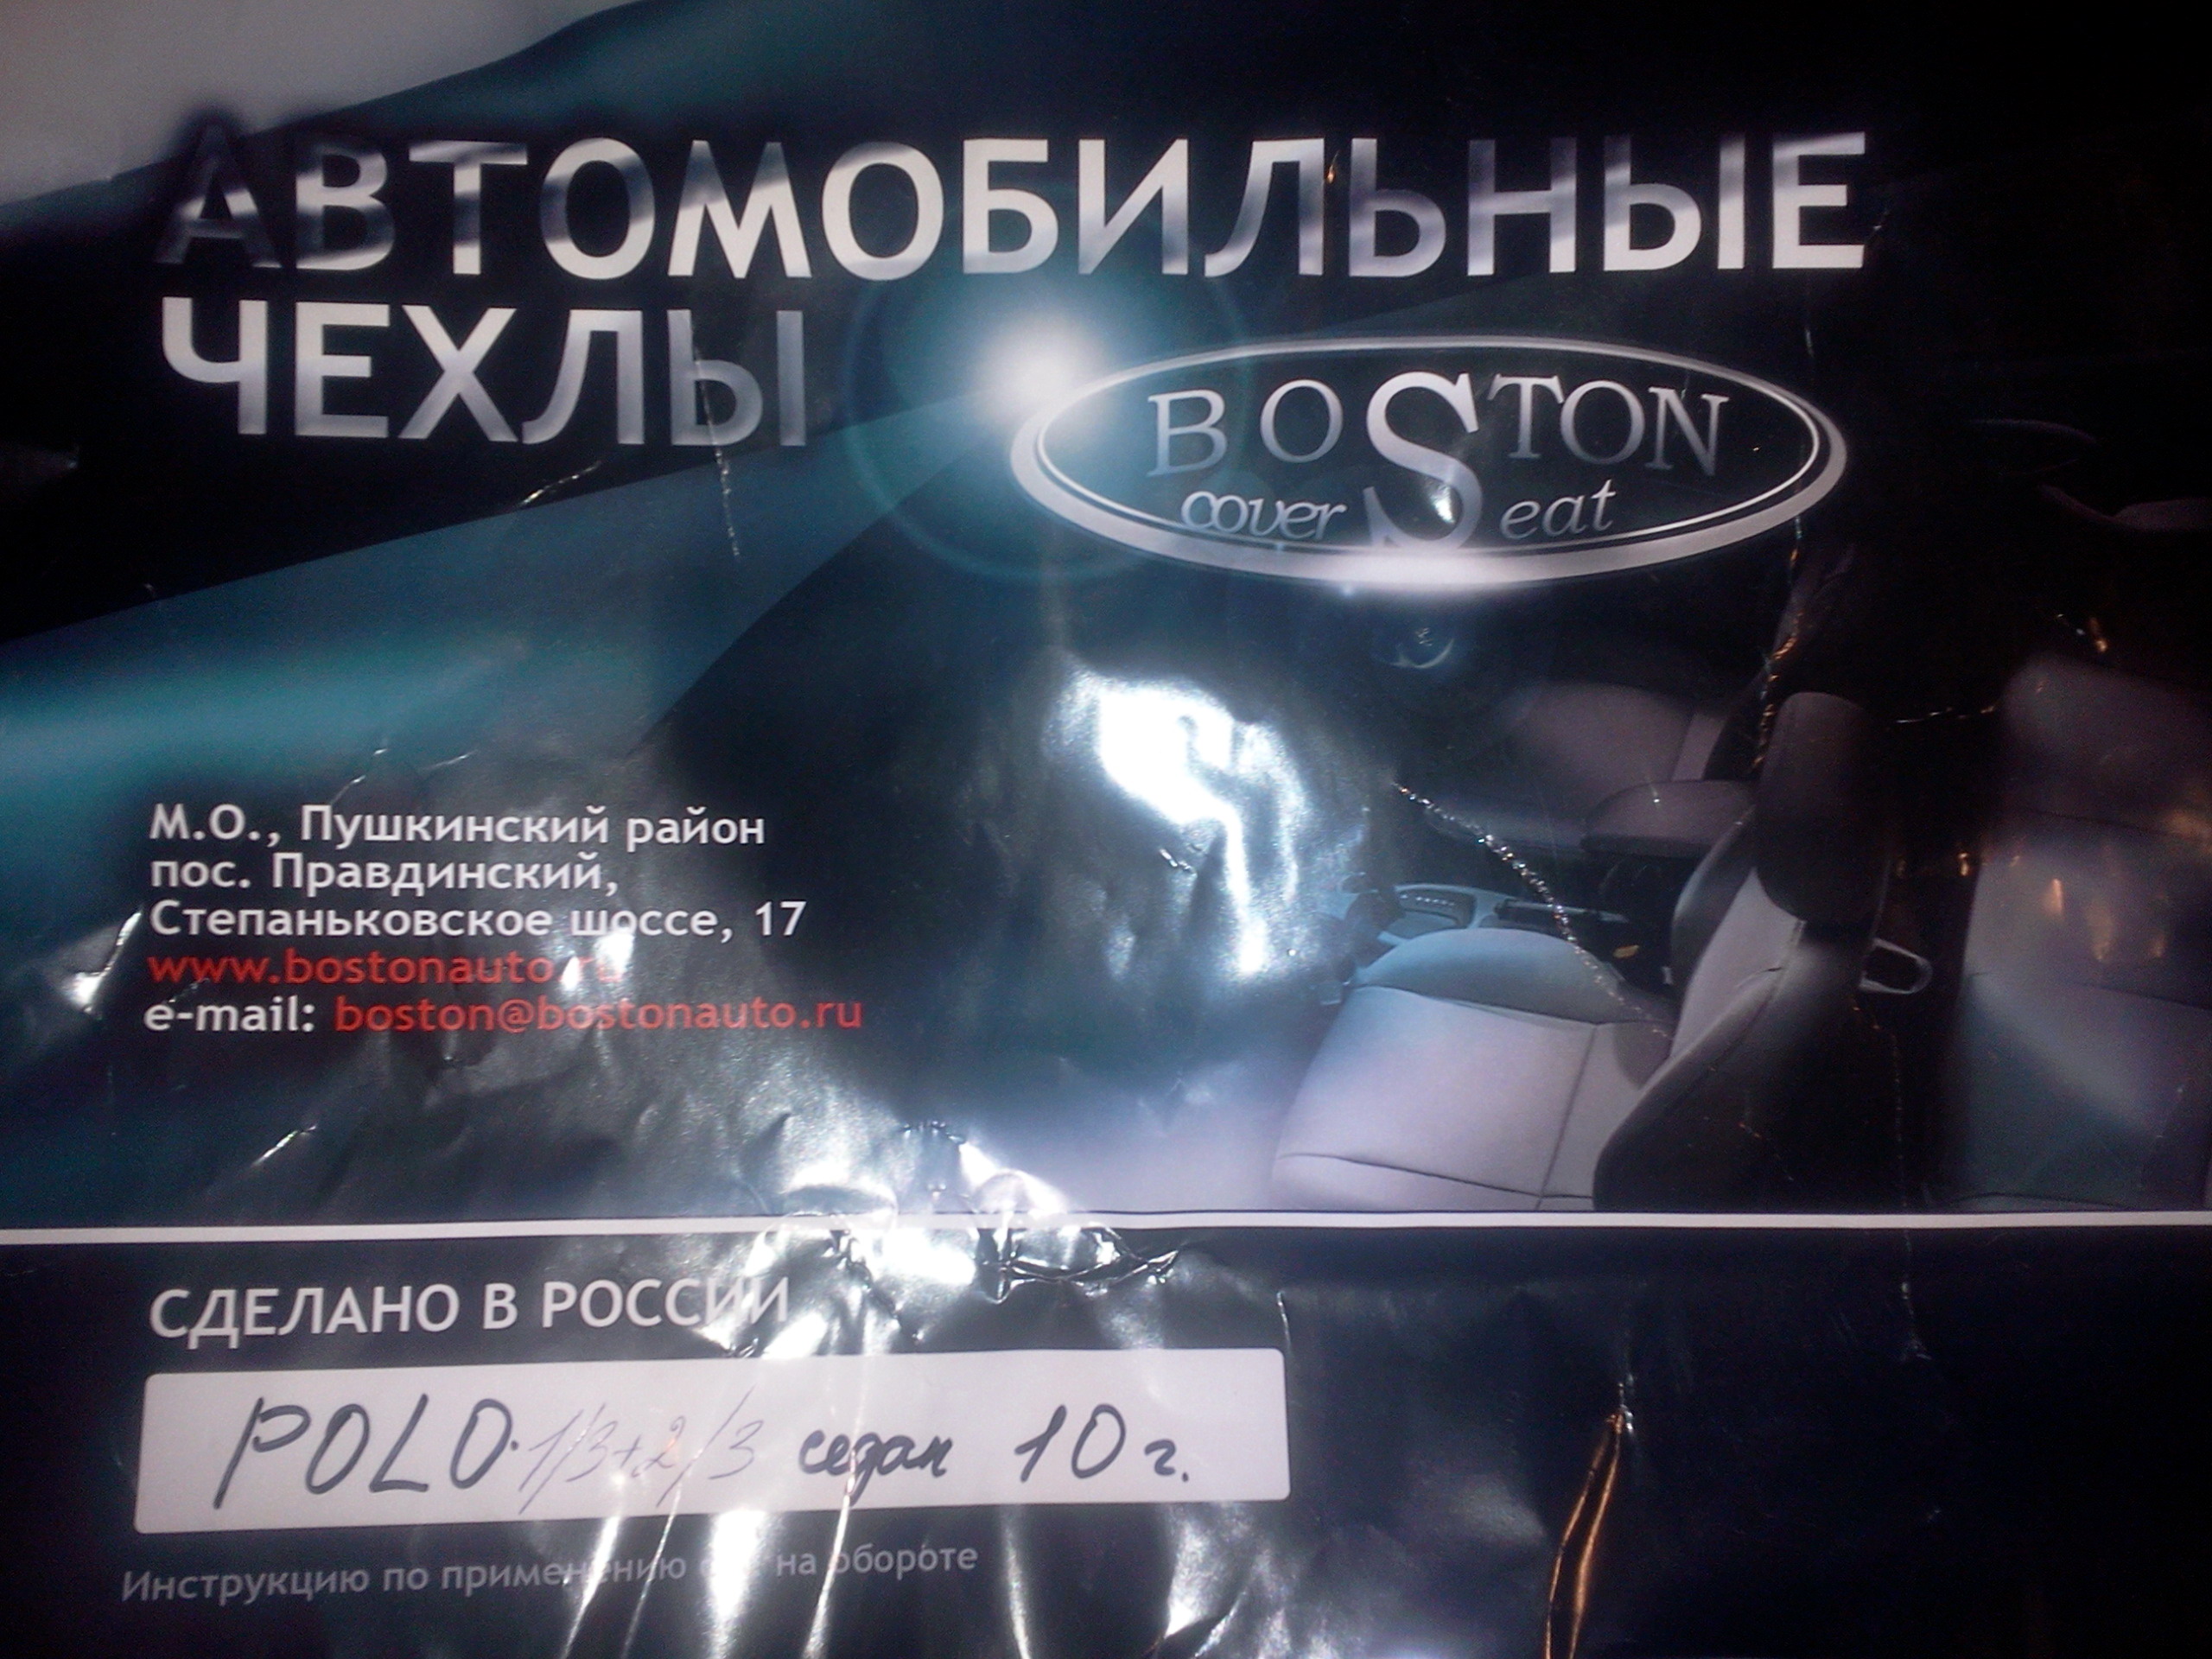 АВТОМОБИЛЬНЫЕ
ЧЕХЛЫ
BOSTON
cover Seat
М.О., Пушкинский район
пос. Правдинский,
Степаньковское шоссе, 17
www.bostonauto.ru
e-mail: boston@bostonauto.ru
СДЕЛАНО В РОССИИ
POLO. 1/3+2/3 седан 10 г.
Инструкцию по применению на обороте